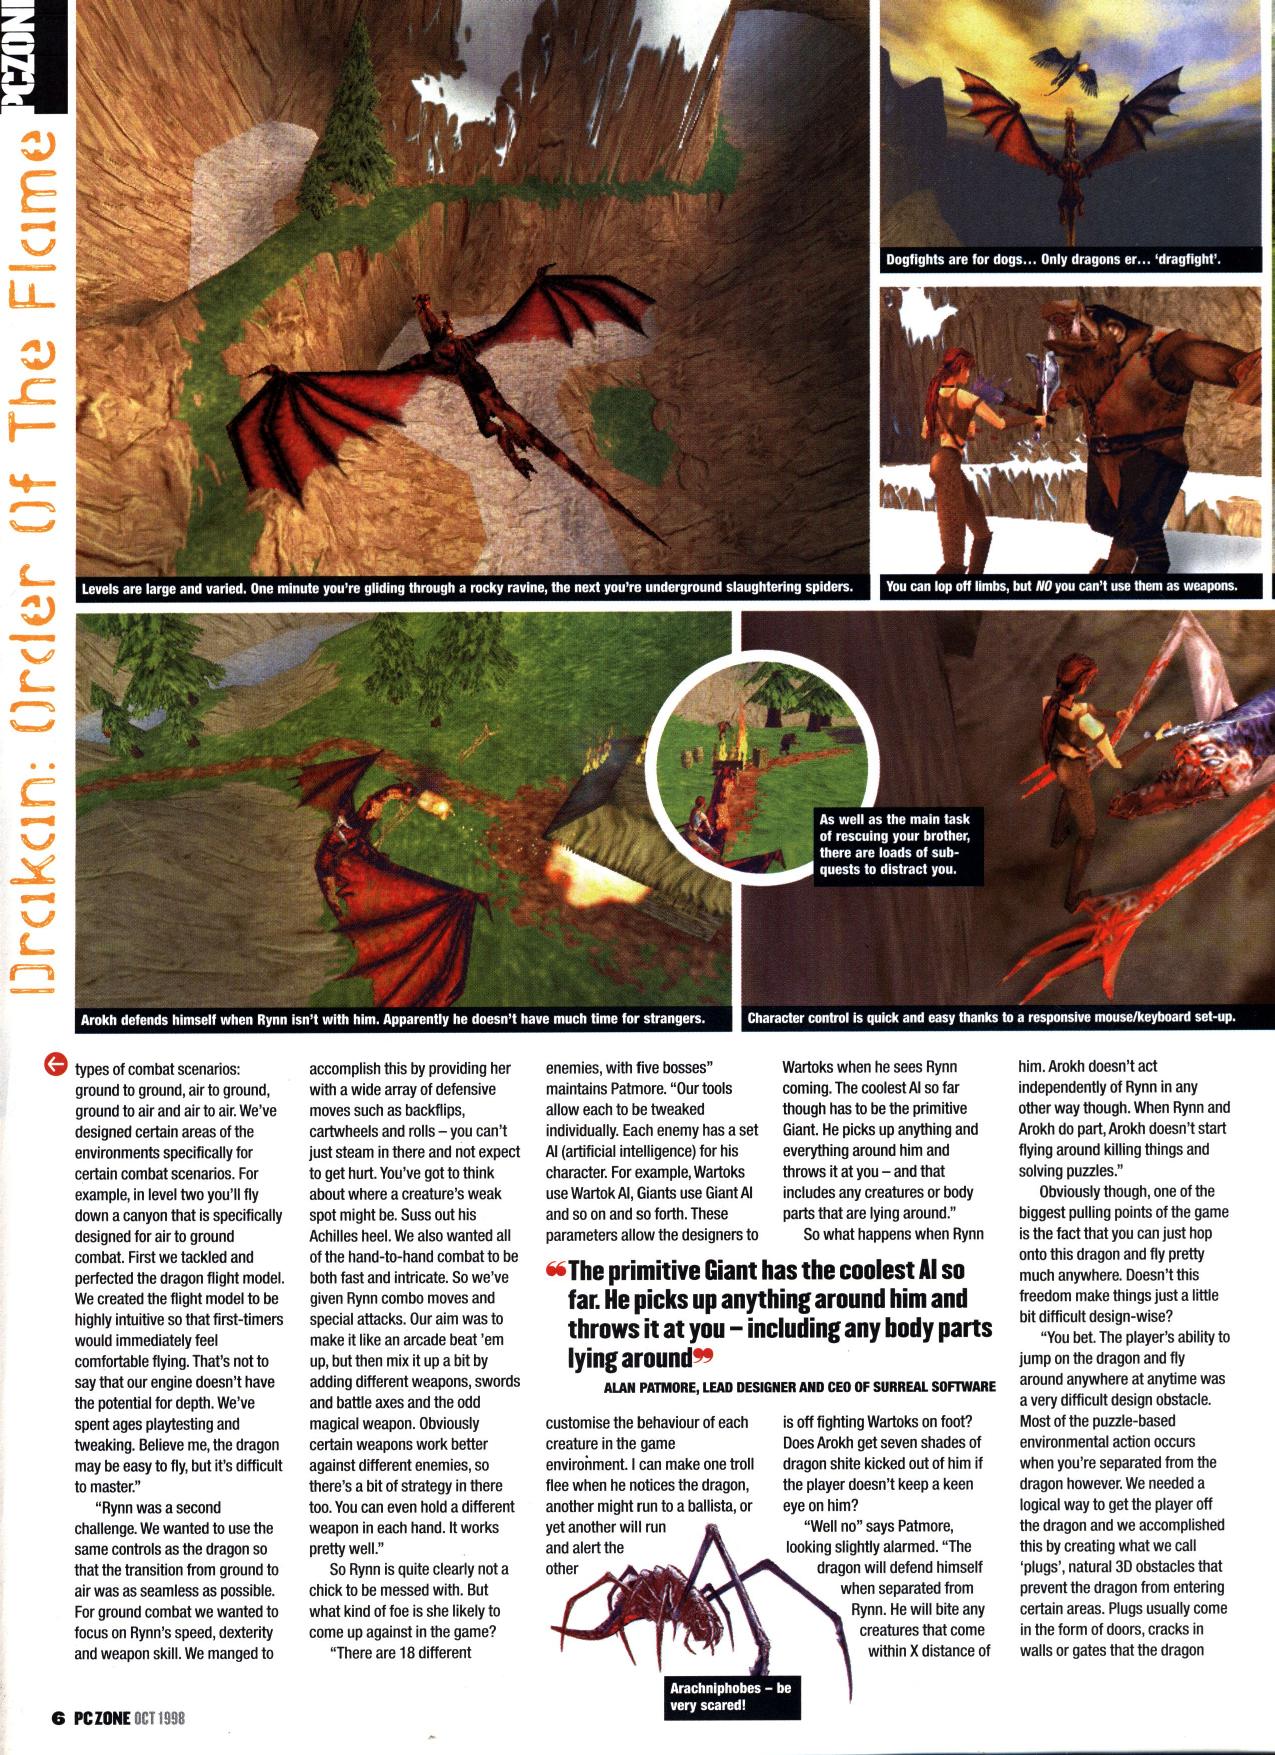 PCZONE
Drakan: Order Of The Flame
Levels are large and varied. One minute you're gliding through a rocky ravine, the next you're underground slaughtering spiders.
Dogfights are for dogs... Only dragons er... ‘dragfight’.
You can lop off limbs, but NO you can't use them as weapons.
Arokh defends himself when Rynn isn't with him. Apparently he doesn't have much time for strangers.
As well as the main task
of rescuing your brother,
there are loads of sub-
quests to distract you.
Character control is quick and easy thanks to a responsive mouse/keyboard set-up.
types of combat scenarios:
ground to ground, air to ground,
ground to air and air to air. We've
designed certain areas of the
environments specifically for
certain combat scenarios. For
example, in level two you'll fly
down a canyon that is specifically
designed for air to ground
combat. First we tackled and
perfected the dragon flight model.
We created the flight model to be
highly intuitive so that first-timers
would immediately feel
comfortable flying. That's not to
say that our engine doesn't have
the potential for depth. We've
spent ages playtesting and
tweaking. Believe me, the dragon
may be easy to fly, but it's difficult
to master.”
“Rynn was a second
challenge. We wanted to use the
same controls as the dragon so
that the transition from ground to
air was as seamless as possible.
For ground combat we wanted to
focus on Rynn's speed, dexterity
and weapon skill. We manged to
accomplish this by providing her
with a wide array of defensive
moves such as backflips,
cartwheels and rolls – you can't
just steam in there and not expect
to get hurt. You've got to think
about where a creature's weak
spot might be. Suss out his
Achilles heel. We also wanted all
of the hand-to-hand combat to be
both fast and intricate. So we've
given Rynn combo moves and
special attacks. Our aim was to
make it like an arcade beat 'em
up, but then mix it up a bit by
adding different weapons, swords
and battle axes and the odd
magical weapon. Obviously
certain weapons work better
against different enemies, so
there's a bit of strategy in there
too. You can even hold a different
weapon in each hand. It works
pretty well.”
So Rynn is quite clearly not a
chick to be messed with. But
what kind of foe is she likely to
come up against in the game?
“There are 18 different
enemies, with five bosses”
maintains Patmore. “Our tools
allow each to be tweaked
individually. Each enemy has a set
AI (artificial intelligence) for his
character. For example, Wartoks
use Wartok AI, Giants use Giant AI
and so on and so forth. These
parameters allow the designers to
customise the behaviour of each
creature in the game
environment. I can make one troll
flee when he notices the dragon,
another might run to a ballista, or
yet another will run
and alert the
other
Wartoks when he sees Rynn
coming. The coolest AI so far
though has to be the primitive
Giant. He picks up anything and
everything around him and
throws it at you – and that
includes any creatures or body
parts that are lying around.”
So what happens when Rynn
is off fighting Wartoks on foot?
Does Arokh get seven shades of
dragon shite kicked out of him if
the player doesn't keep a keen
eye on him?
“Well no” says Patmore,
looking slightly alarmed. “The
dragon will defend himself
when separated from
Rynn. He will bite any
creatures that come
within X distance of
him. Arokh doesn't act
independently of Rynn in any
other way though. When Rynn and
Arokh do part, Arokh doesn't start
flying around killing things and
solving puzzles.”
Obviously though, one of the
biggest pulling points of the game
is the fact that you can just hop
onto this dragon and fly pretty
much anywhere. Doesn't this
freedom make things just a little
bit difficult design-wise?
“You bet. The player's ability to
jump on the dragon and fly
around anywhere at anytime was
a very difficult design obstacle.
Most of the puzzle-based
environmental action occurs
when you're separated from the
dragon however. We needed a
logical way to get the player off
the dragon and we accomplished
this by creating what we call
‘plugs’, natural 3D obstacles that
prevent the dragon from entering
certain areas. Plugs usually come
in the form of doors, cracks in
walls or gates that the dragon
“The primitive Giant has the coolest AI so
far. He picks up anything around him and
throws it at you – including any body parts
lying around”
ALAN PATMORE, LEAD DESIGNER AND CEO OF SURREAL SOFTWARE
Arachniphobes – be
very scared!
6 PC ZONE OCT 1998